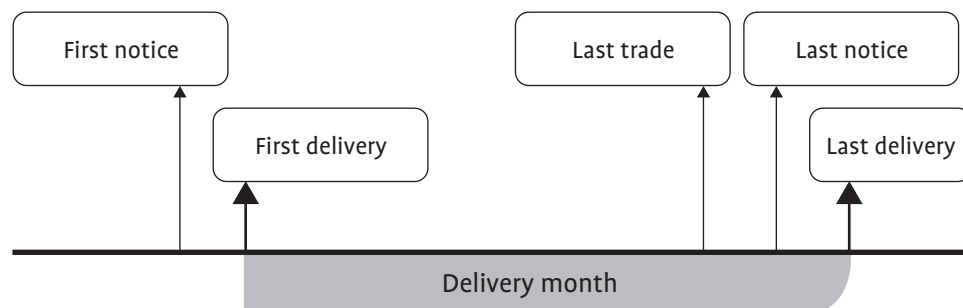 First notice
Last trade
Last notice
First delivery
Last delivery
Delivery month